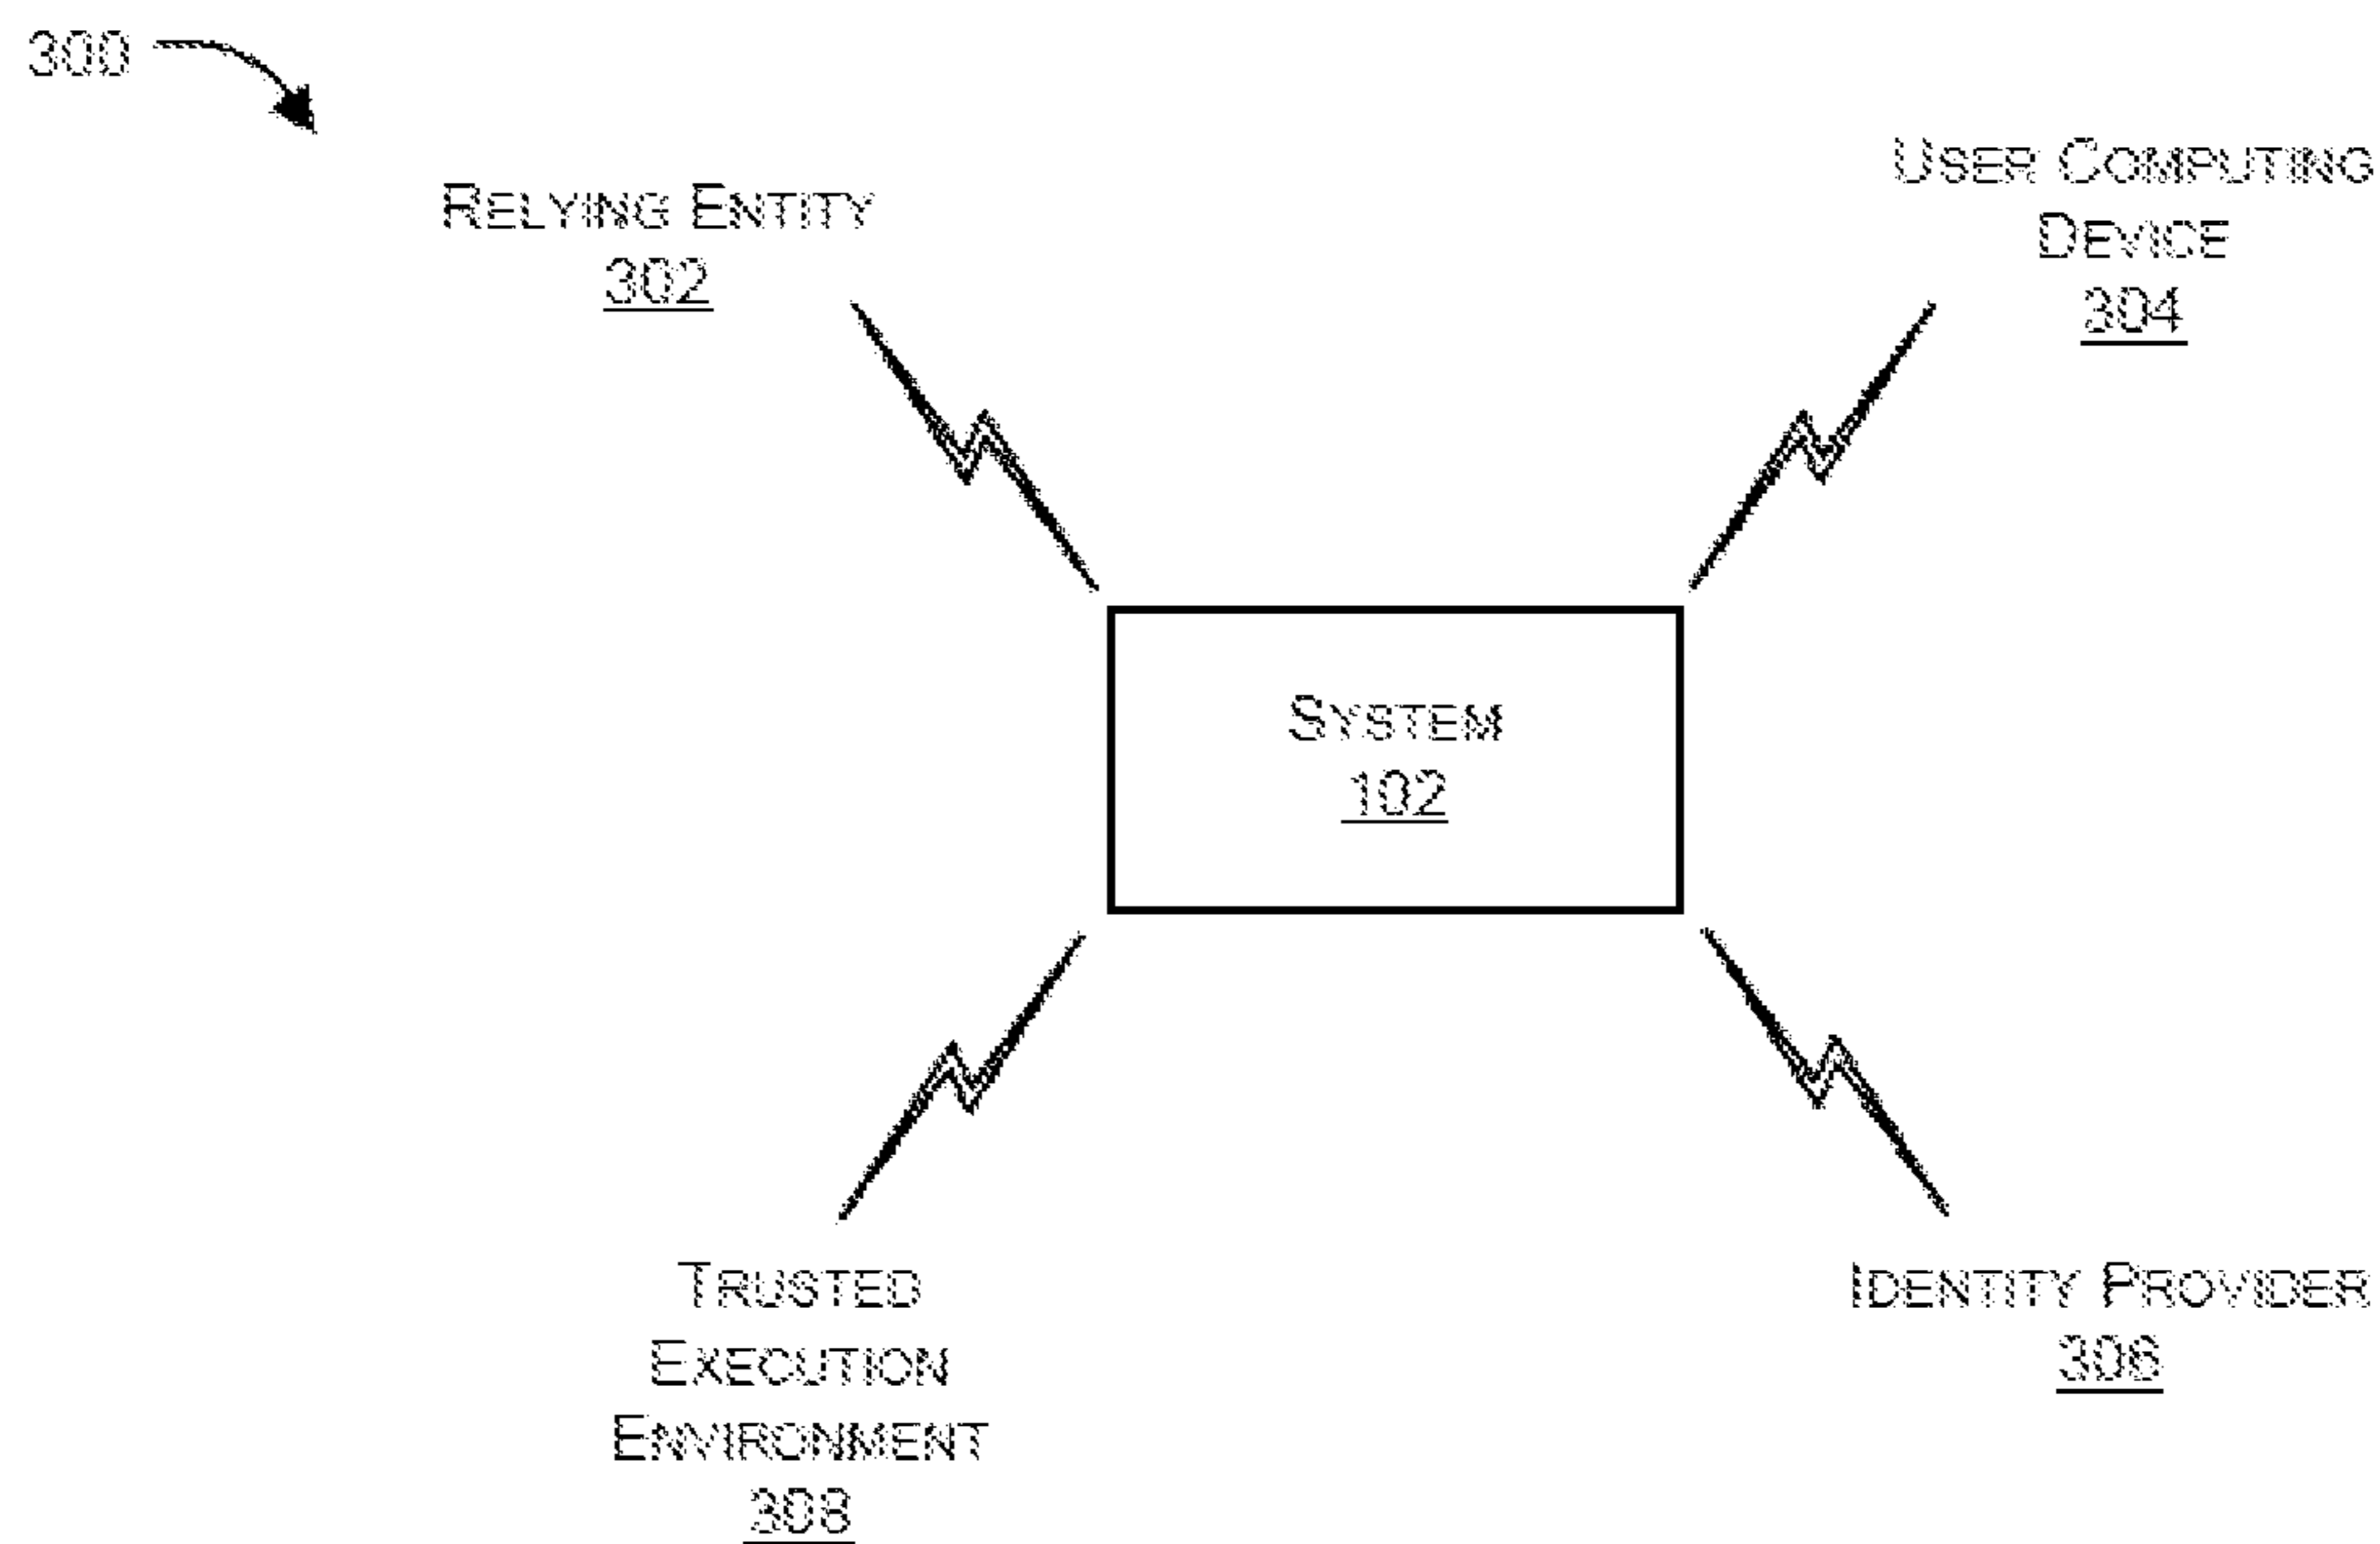 300
RELYING ENTITY
302
USER COMPUTING
DEVICE
304
SYSTEM
102
TRUSTED
EXECUTION
ENVIRONMENT
308
IDENTITY PROVIDER
306